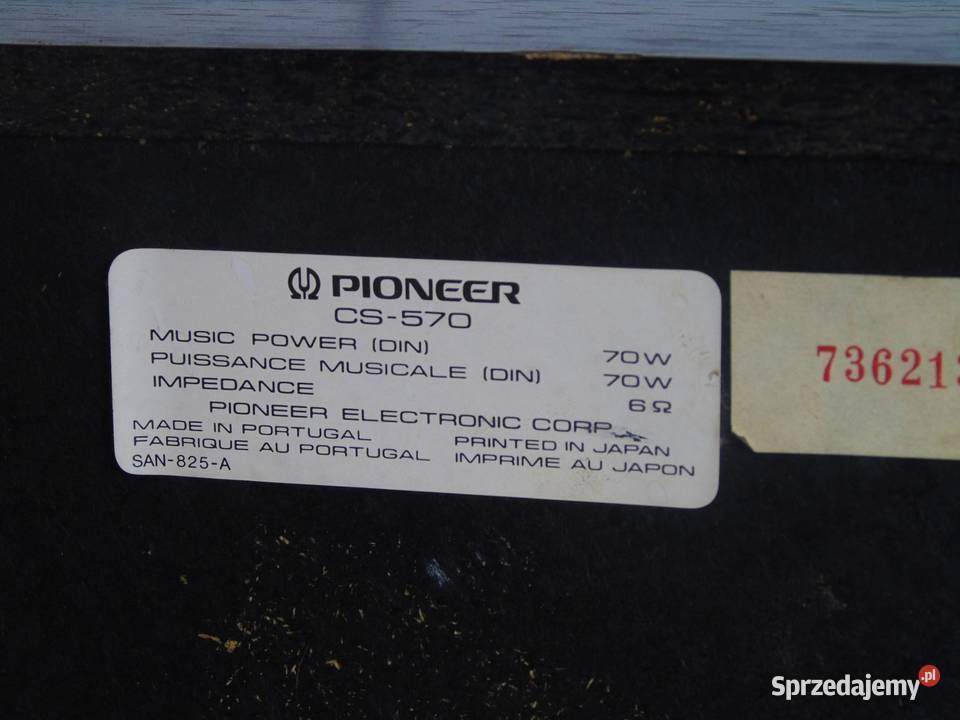 PIONEER
CS-570
MUSIC POWER (DIN) 70W
PUISSANCE MUSICALE (DIN) 70W
IMPEDANCE 6Ω
PIONEER ELECTRONIC CORP.
MADE IN PORTUGAL PRINTED IN JAPAN
FABRIQUE AU PORTUGAL IMPRIME AU JAPON
SAN-825-A
Sprzedajemy.pl